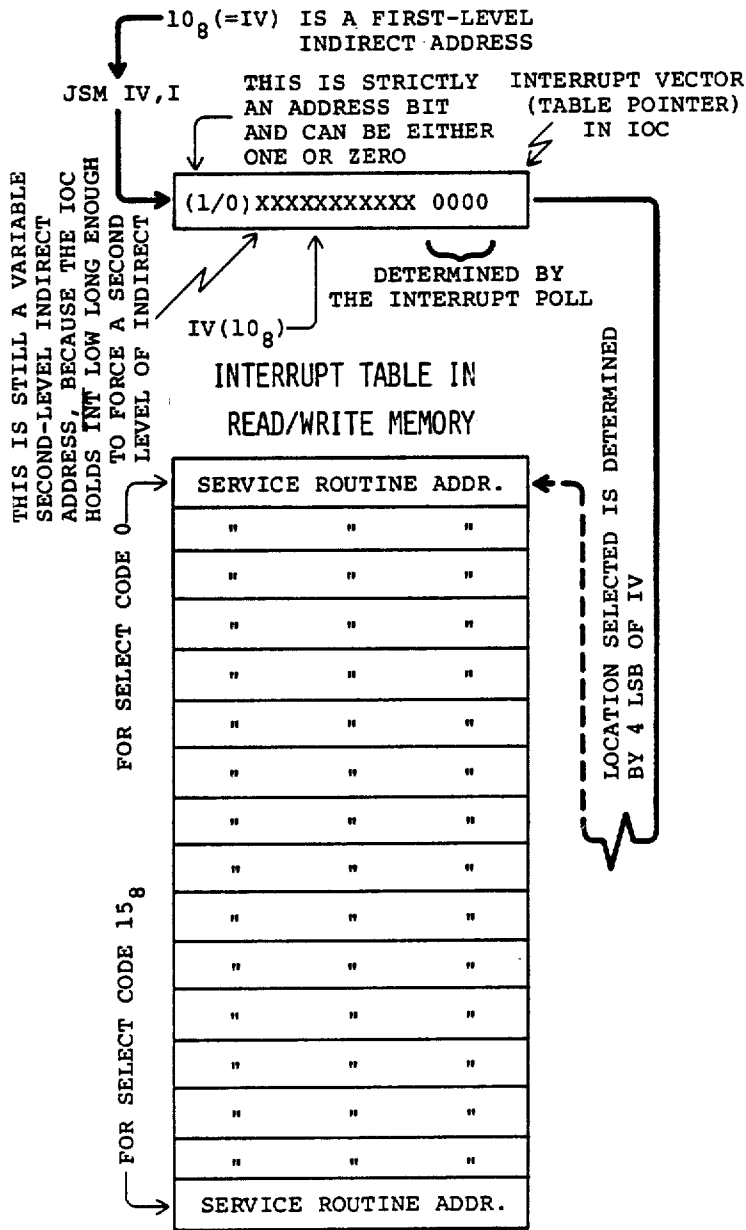 10₈(=IV) IS A FIRST-LEVEL
INDIRECT ADDRESS
JSM IV,I
THIS IS STRICTLY
AN ADDRESS BIT
AND CAN BE EITHER
ONE OR ZERO
INTERRUPT VECTOR
(TABLE POINTER)
IN IOC
(1/0)XXXXXXXXXXX 0000
DETERMINED BY
THE INTERRUPT POLL
IV(10₈)
THIS IS STILL A VARIABLE
SECOND-LEVEL INDIRECT
ADDRESS, BECAUSE THE IOC
HOLDS INT LOW LONG ENOUGH
TO FORCE A SECOND
LEVEL OF INDIRECT
INTERRUPT TABLE IN
READ/WRITE MEMORY
FOR SELECT CODE 0
SERVICE ROUTINE ADDR.
" " "
" " "
" " "
" " "
" " "
" " "
" " "
" " "
" " "
" " "
" " "
" " "
" " "
" " "
SERVICE ROUTINE ADDR.
FOR SELECT CODE 15₈
LOCATION SELECTED IS DETERMINED
BY 4 LSB OF IV